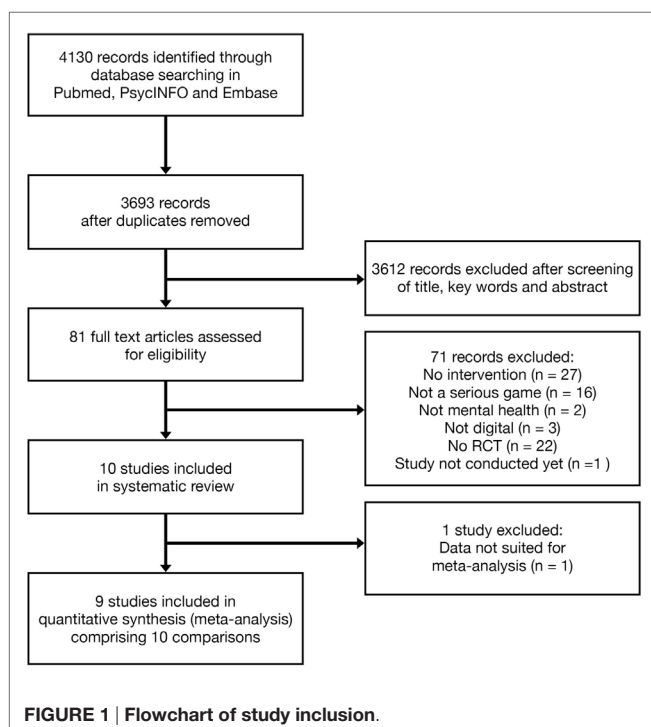 4130 records identified through
database searching in
Pubmed, PsycINFO and Embase
3693 records
after duplicates removed
3612 records excluded after screening
of title, key words and abstract
81 full text articles assessed
for eligibility
71 records excluded:
No intervention (n = 27)
Not a serious game (n = 16)
Not mental health (n = 2)
Not digital (n = 3)
No RCT (n = 22)
Study not conducted yet (n =1 )
10 studies included
in systematic review
1 study excluded:
Data not suited for
meta-analysis (n = 1)
9 studies included in
quantitative synthesis (meta-analysis)
comprising 10 comparisons
FIGURE 1 | Flowchart of study inclusion.